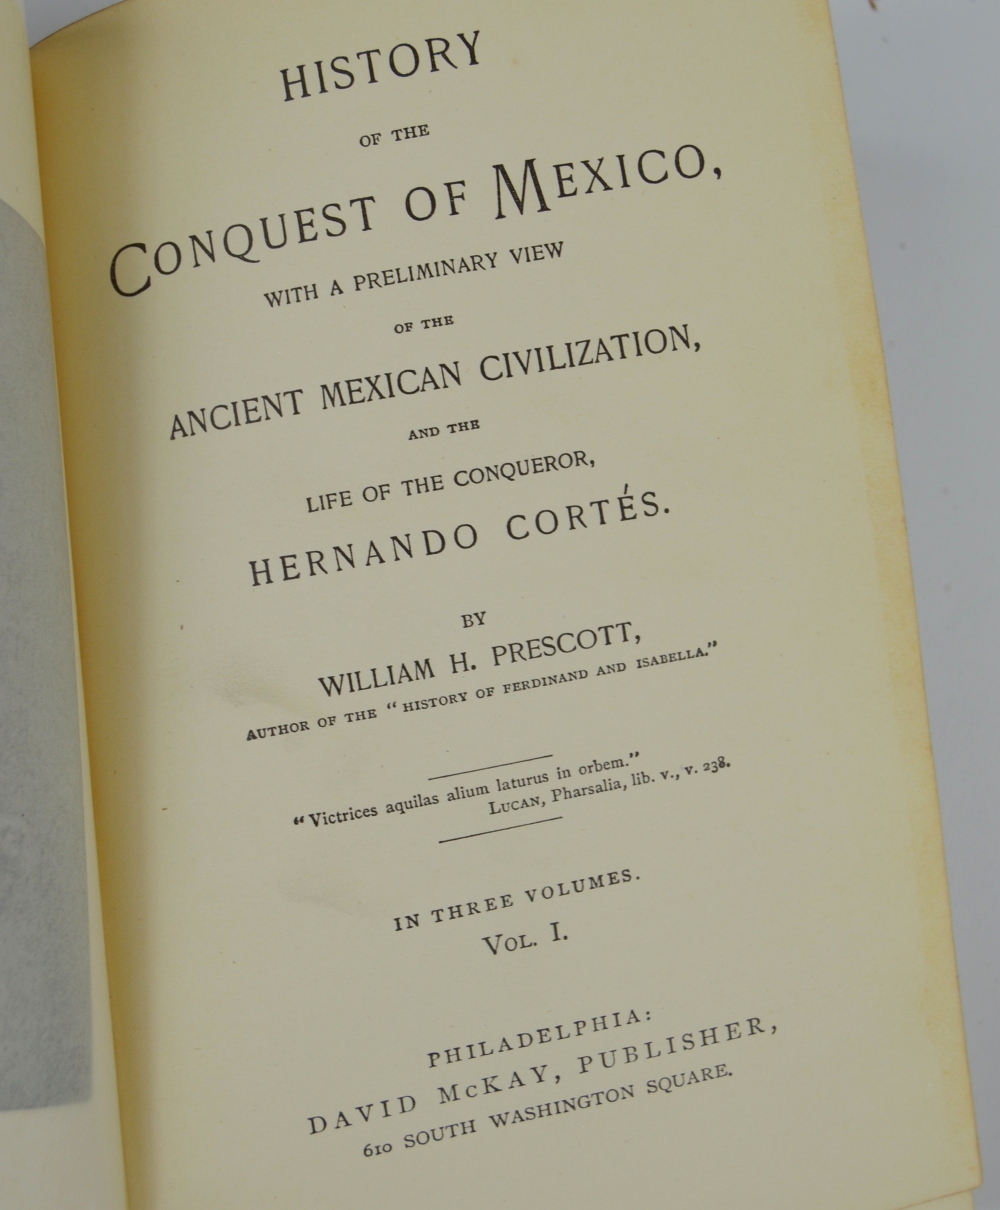 HISTORY
OF THE
CONQUEST OF MEXICO,
WITH A PRELIMINARY VIEW
OF THE
ANCIENT MEXICAN CIVILIZATION,
AND THE
LIFE OF THE CONQUEROR,
HERNANDO CORTÉS.
BY
WILLIAM H. PRESCOTT,
AUTHOR OF THE “HISTORY OF FERDINAND AND ISABELLA.”
“Victrices aquilas alium laturus in orbem.”
LUCAN, Pharsalia, lib. v., v. 238.
IN THREE VOLUMES.
VOL. I.
PHILADELPHIA:
DAVID McKAY, PUBLISHER,
610 SOUTH WASHINGTON SQUARE.